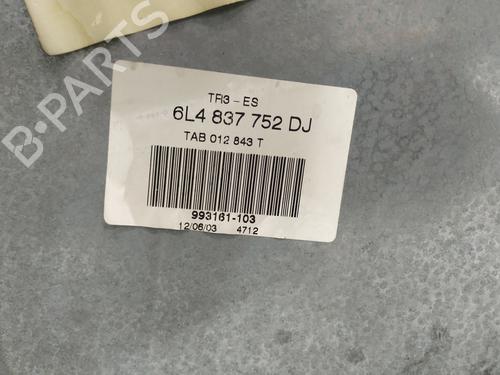 TR3 - ES
6L4 837 752 DJ
TAB 012 843 T
993161-103
12/06/03 4712
B-PARTS